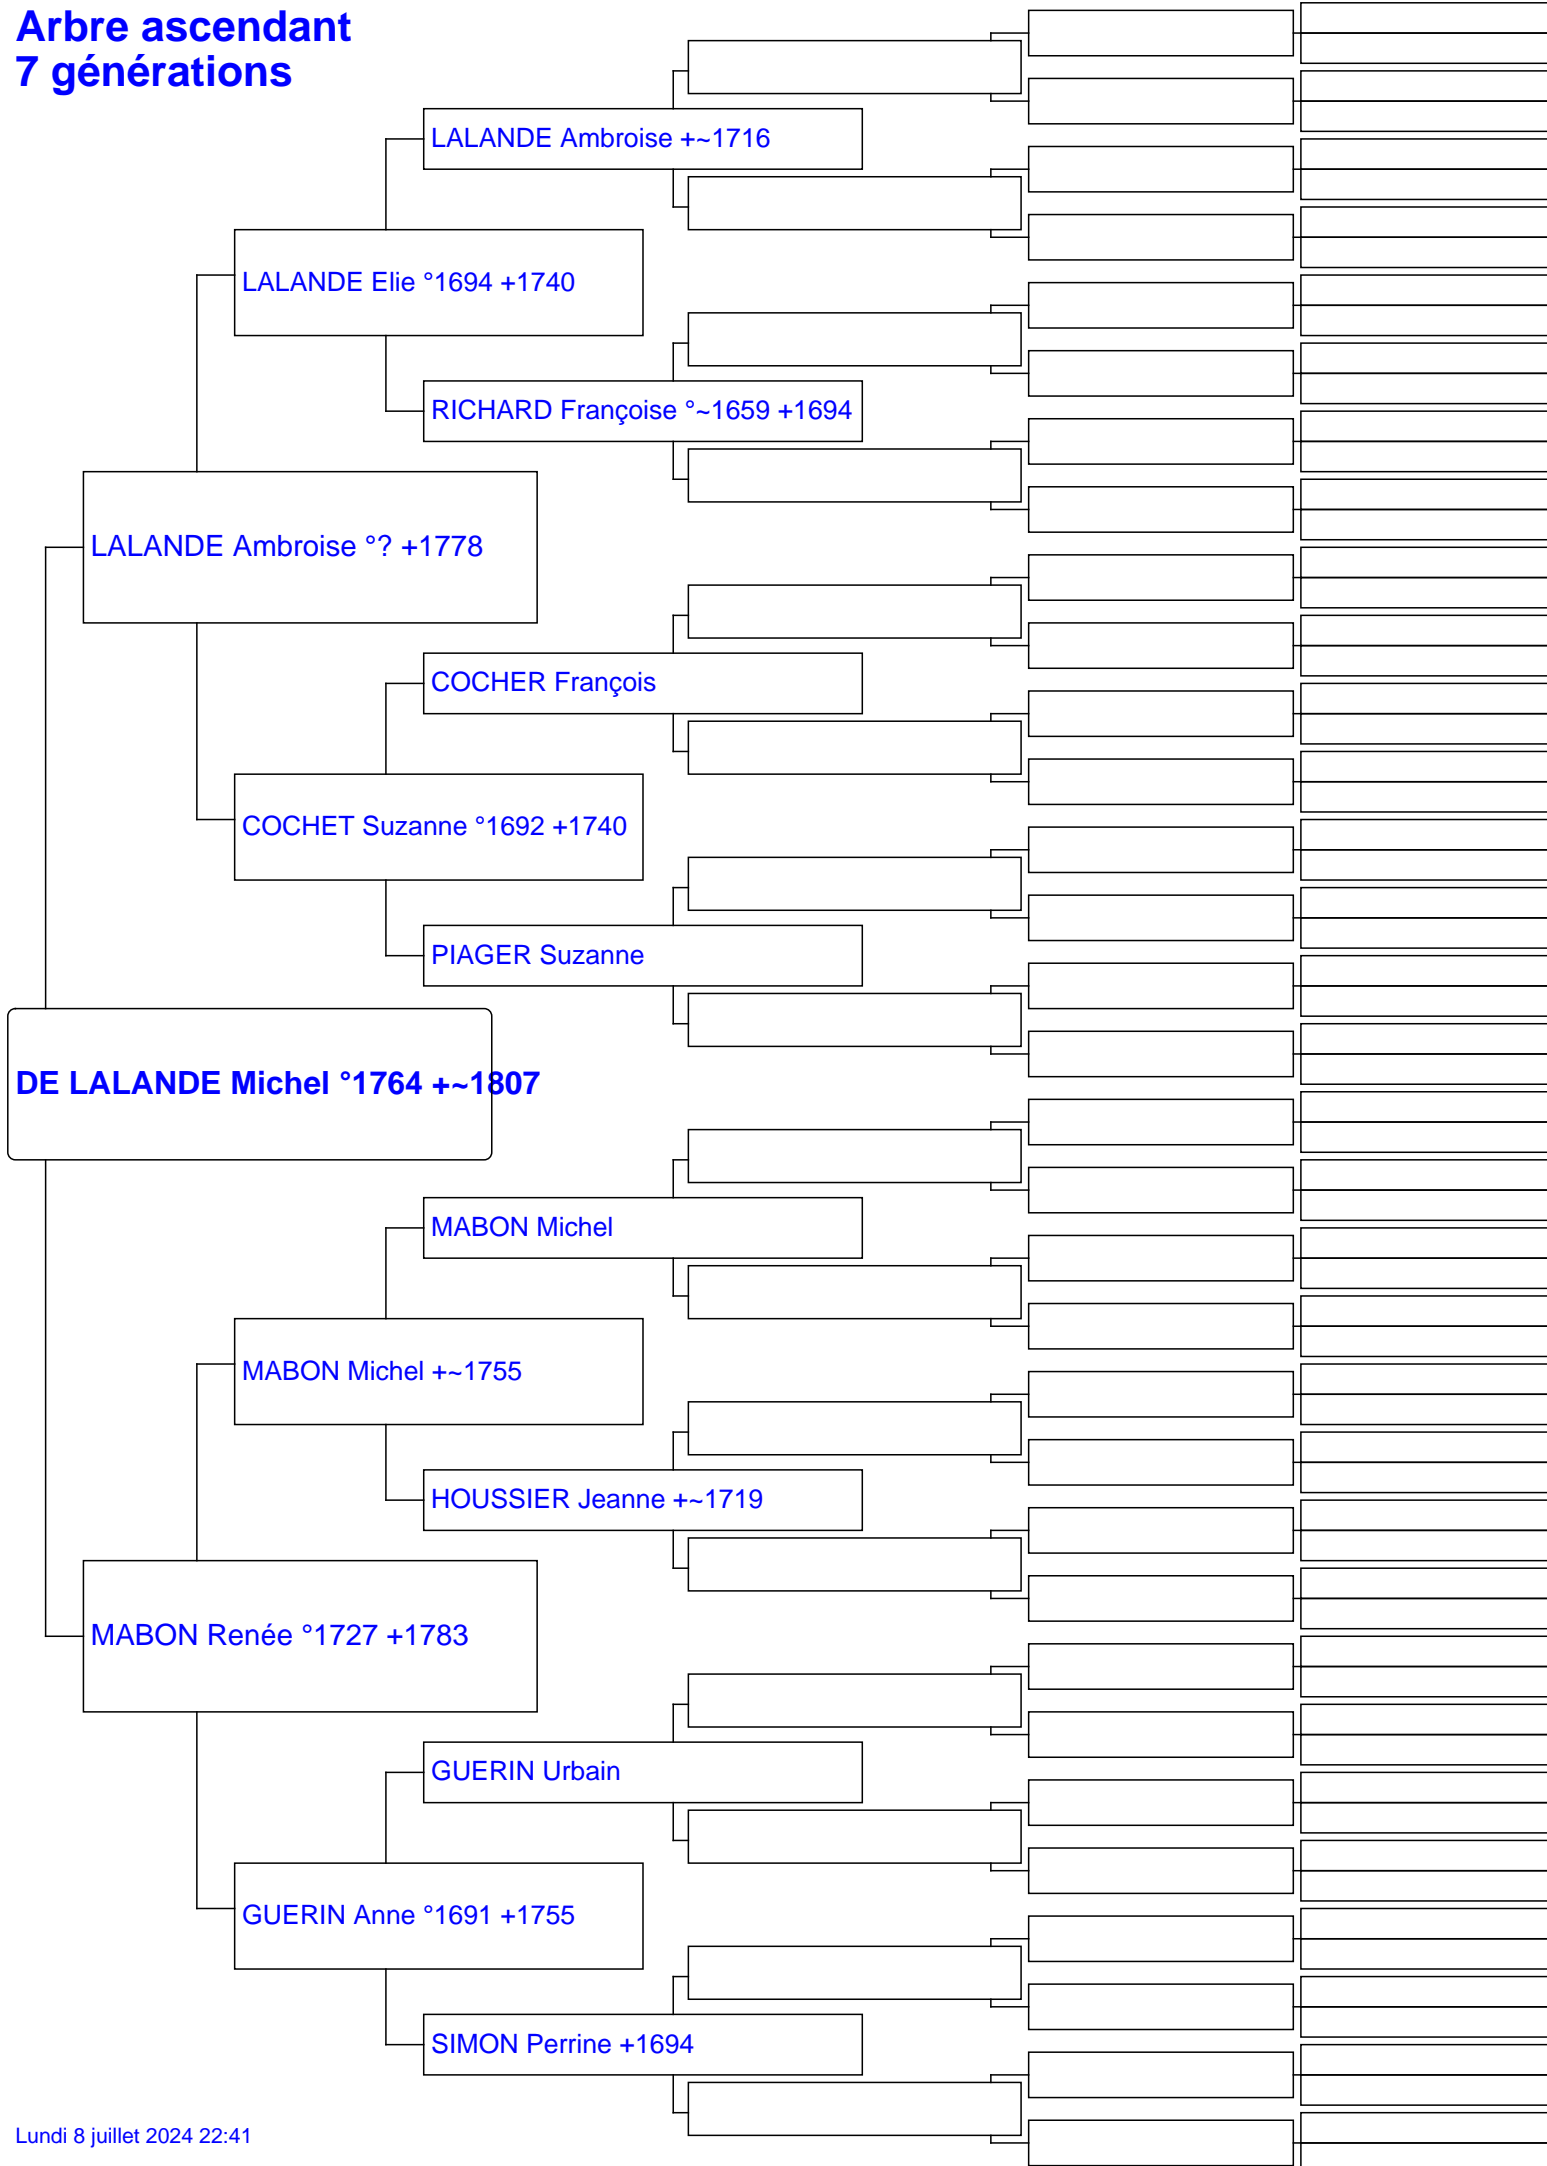 Arbre ascendant
7 générations
LALANDE Ambroise +~1716
LALANDE Elie °1694 +1740
RICHARD Françoise °~1659 +1694
LALANDE Ambroise °? +1778
COCHER François
COCHET Suzanne °1692 +1740
PIAGER Suzanne
DE LALANDE Michel °1764 +~1807
MABON Michel
MABON Michel +~1755
HOUSSIER Jeanne +~1719
MABON Renée °1727 +1783
GUERIN Urbain
GUERIN Anne °1691 +1755
SIMON Perrine +1694
Lundi 8 juillet 2024 22:41